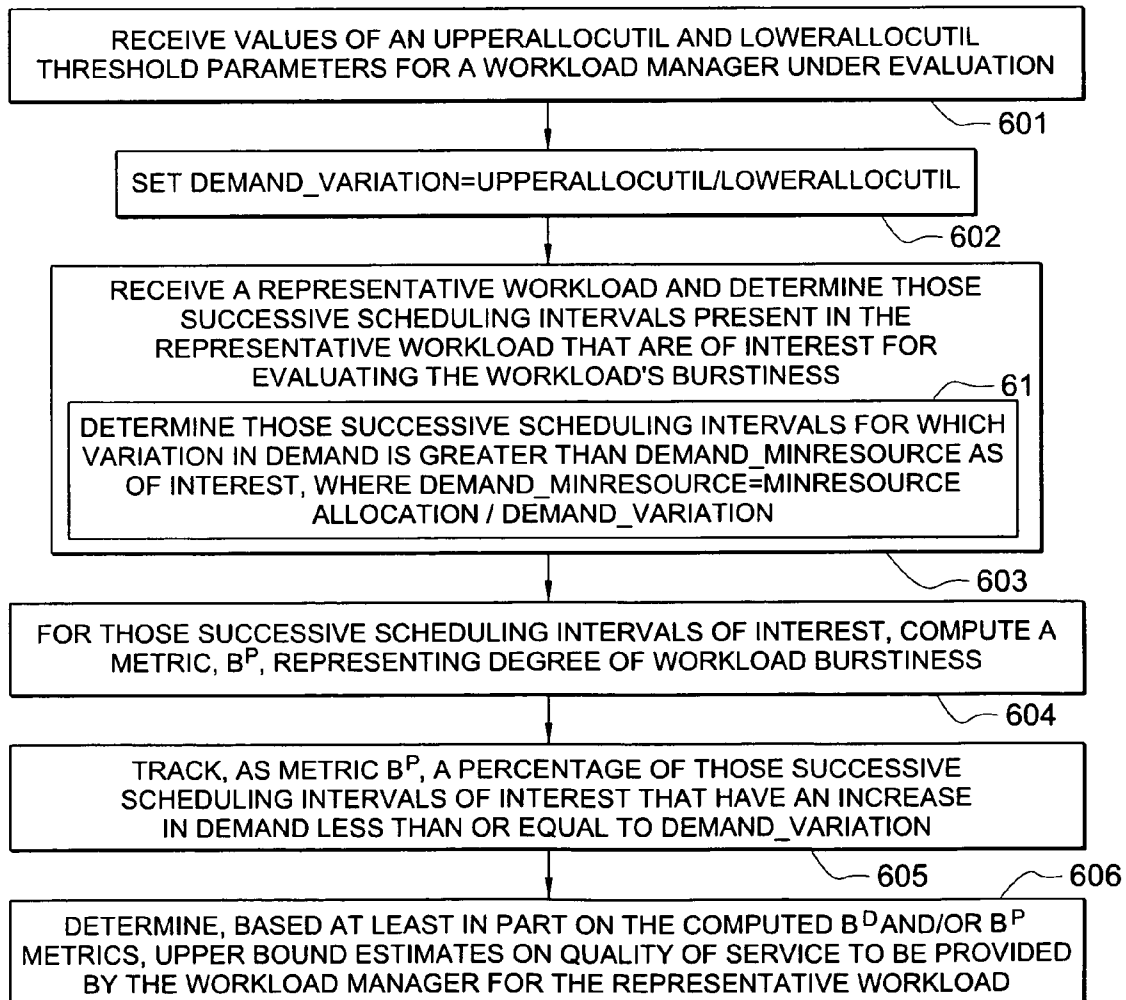 RECEIVE VALUES OF AN UPPERALLOCUTIL AND LOWERALLOCUTIL
THRESHOLD PARAMETERS FOR A WORKLOAD MANAGER UNDER EVALUATION
601
SET DEMAND_VARIATION=UPPERALLOCUTIL/LOWERALLOCUTIL
602
RECEIVE A REPRESENTATIVE WORKLOAD AND DETERMINE THOSE
SUCCESSIVE SCHEDULING INTERVALS PRESENT IN THE
REPRESENTATIVE WORKLOAD THAT ARE OF INTEREST FOR
EVALUATING THE WORKLOAD'S BURSTINESS
61
DETERMINE THOSE SUCCESSIVE SCHEDULING INTERVALS FOR WHICH
VARIATION IN DEMAND IS GREATER THAN DEMAND_MINRESOURCE AS
OF INTEREST, WHERE DEMAND_MINRESOURCE=MINRESOURCE
ALLOCATION / DEMAND_VARIATION
603
FOR THOSE SUCCESSIVE SCHEDULING INTERVALS OF INTEREST, COMPUTE A
METRIC, Bᴾ, REPRESENTING DEGREE OF WORKLOAD BURSTINESS
604
TRACK, AS METRIC Bᴾ, A PERCENTAGE OF THOSE SUCCESSIVE
SCHEDULING INTERVALS OF INTEREST THAT HAVE AN INCREASE
IN DEMAND LESS THAN OR EQUAL TO DEMAND_VARIATION
605
606
DETERMINE, BASED AT LEAST IN PART ON THE COMPUTED Bᴰ AND/OR Bᴾ
METRICS, UPPER BOUND ESTIMATES ON QUALITY OF SERVICE TO BE PROVIDED
BY THE WORKLOAD MANAGER FOR THE REPRESENTATIVE WORKLOAD